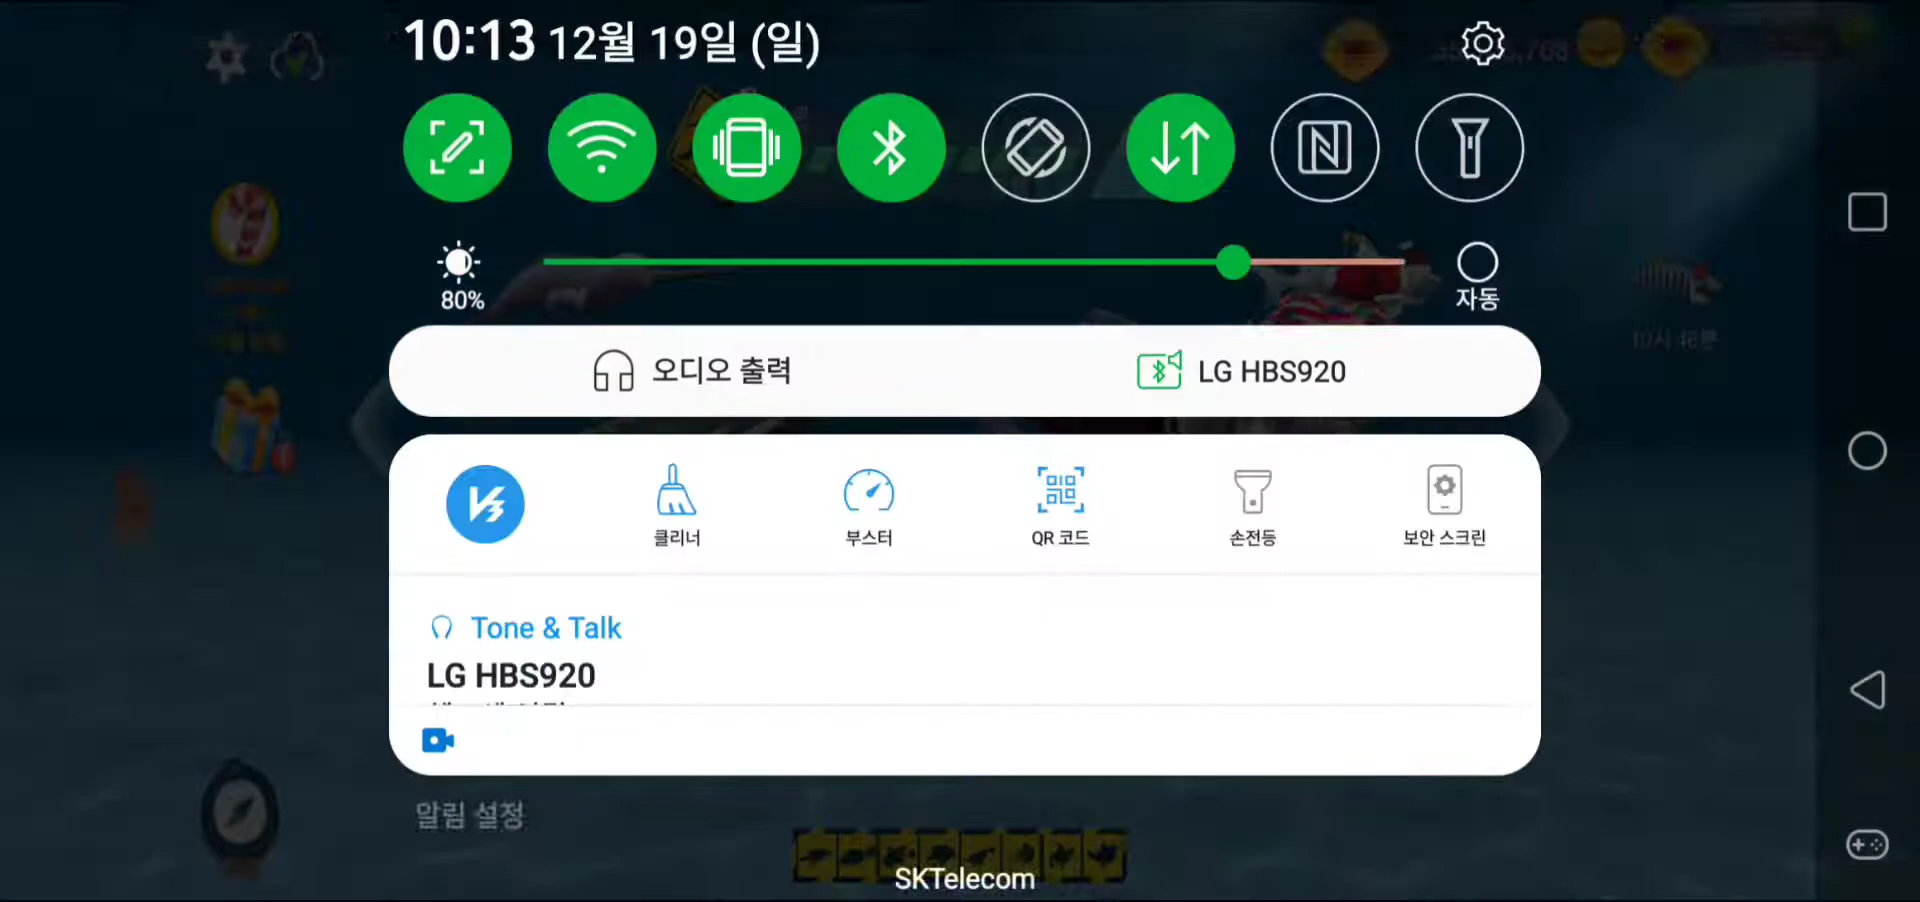 10:13 12월 19일 (일)
80%
자동
오디오 출력
LG HBS920
클리너
부스터
QR 코드
손전등
보안 스크린
Tone & Talk
LG HBS920
알림 설정
SKTelecom